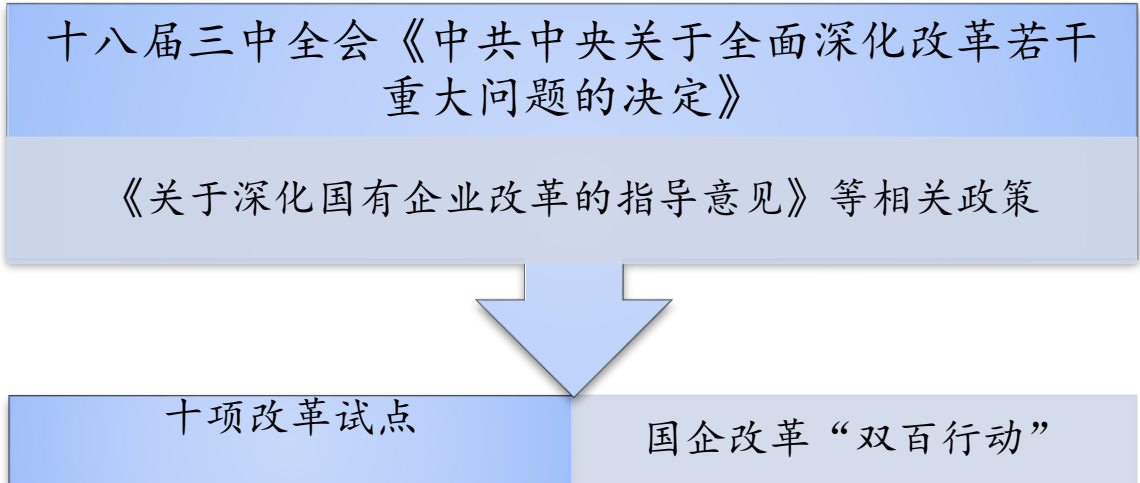 十八届三中全会《中共中央关于全面深化改革若干
重大问题的决定》
《关于深化国有企业改革的指导意见》等相关政策
十项改革试点
国企改革“双百行动”